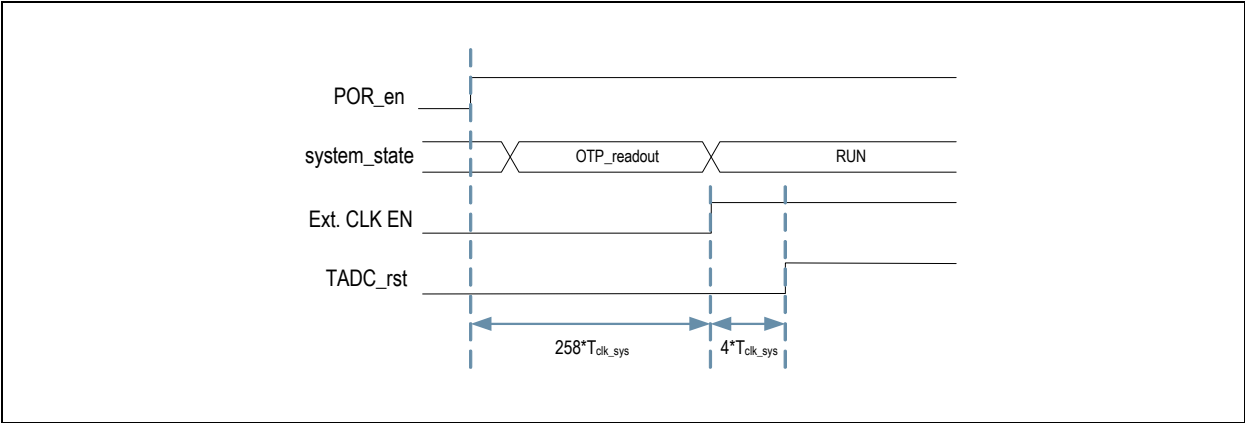 POR_en
system_state
OTP_readout
RUN
Ext. CLK EN
TADC_rst
258*Tclk_sys
4*Tclk_sys